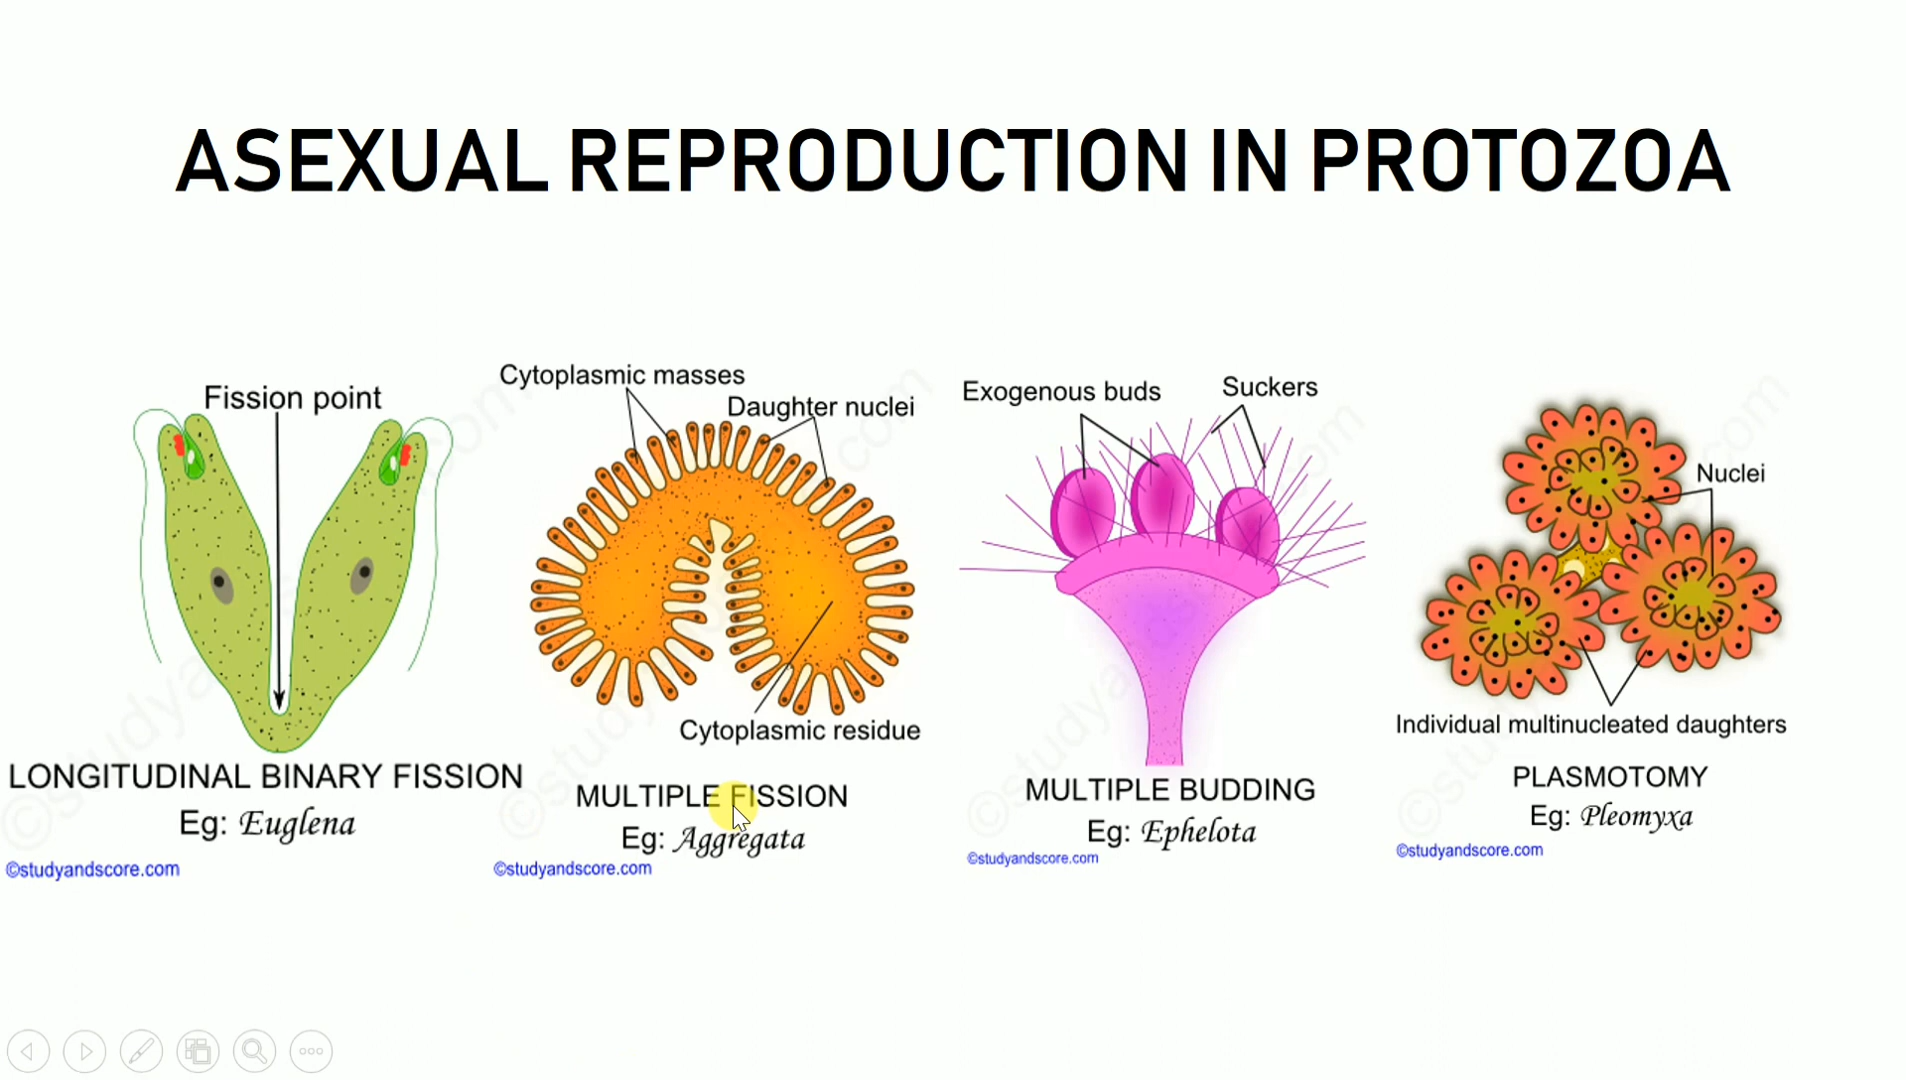 ASEXUAL REPRODUCTION IN PROTOZOA
Fission point
LONGITUDINAL BINARY FISSION
Eg: Euglena
©studyandscore.com
Cytoplasmic masses
Daughter nuclei
Cytoplasmic residue
MULTIPLE FISSION
Eg: Aggregata
©studyandscore.com
Exogenous buds
Suckers
MULTIPLE BUDDING
Eg: Ephelota
©studyandscore.com
Nuclei
Individual multinucleated daughters
PLASMOTOMY
Eg: Pleomyxa
©studyandscore.com